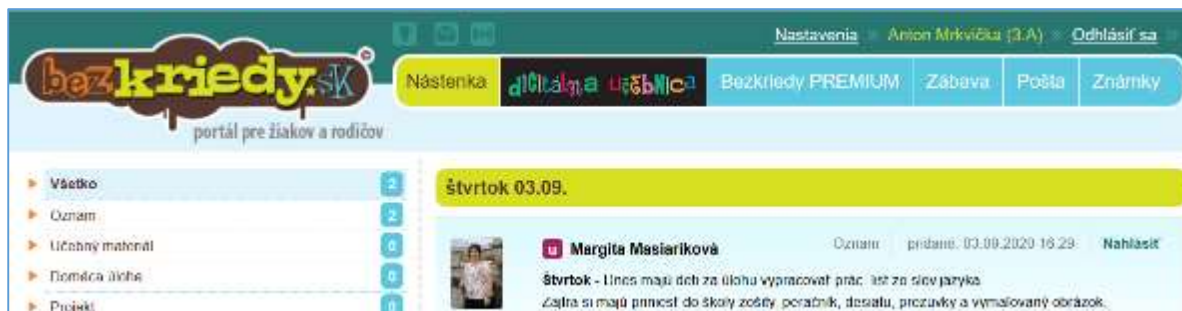 Nastavenia Anton Mrkvička (3.A) Odhlásiť sa
bezkriedy.sk
Nástenka digitálna učebnica Bezkriedy PREMIUM Zábava Pošta Známky
portál pre žiakov a rodičov
Všetko 2
Oznam 2
Učebný materiál 0
Domáca úloha 0
Projekt 0
štvrtok 03.09.
u Margita Masiariková Oznam pridané: 03.09.2020 16:29 Nahlásiť
Štvrtok - Dnes majú deti za úlohu vypracovať prac. list zo slov.jazyka.
Zajtra si majú priniesť do školy zošity, peračník, desiatu, prezuvky a vymaľovaný obrázok.